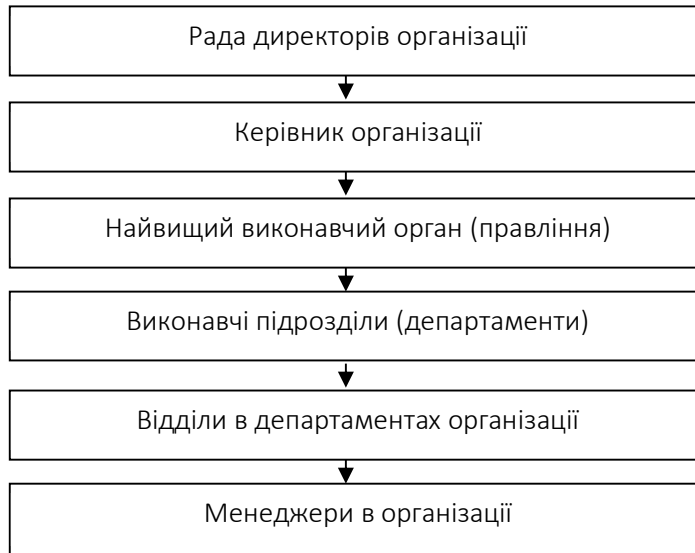 Рада директорів організації
Керівник організації
Найвищий виконавчий орган (правління)
Виконавчі підрозділи (департаменти)
Відділи в департаментах організації
Менеджери в організації